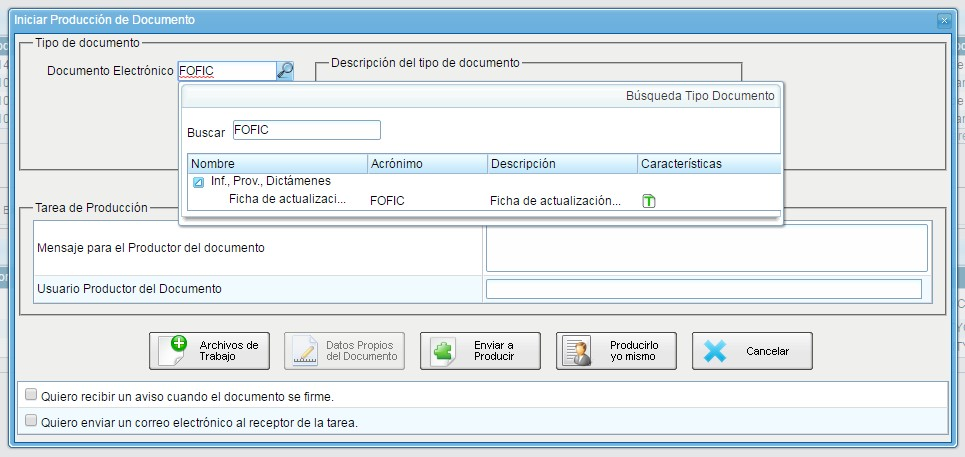 Iniciar Producción de Documento
Tipo de documento
Documento Electrónico FOFIC
Descripción del tipo de documento
Búsqueda Tipo Documento
Buscar FOFIC
Nombre Acrónimo Descripción Características
Inf., Prov., Dictámenes
Ficha de actualizaci... FOFIC Ficha de actualización...
Tarea de Producción
Mensaje para el Productor del documento
Usuario Productor del Documento
Archivos de Trabajo
Datos Propios del Documento
Enviar a Producir
Producirlo yo mismo
Cancelar
Quiero recibir un aviso cuando el documento se firme.
Quiero enviar un correo electrónico al receptor de la tarea.